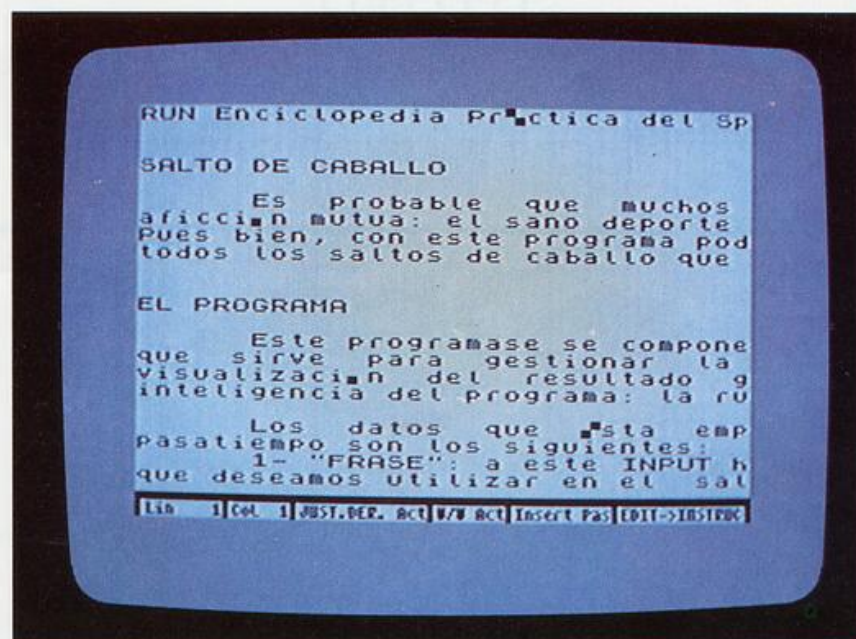 RUN Enciclopedia Pr▚ctica del Sp
SALTO DE CABALLO
Es probable que muchos
aficci▄n mutua: el sano deporte
Pues bien, con este programa pod
todos los saltos de caballo que
EL PROGRAMA
Este programase se compone
que sirve para gestionar la
visualizaci▄n del resultado g
inteligencia del programa: la ru
Los datos que ▞sta emp
pasatiempo son los siguientes:
1- "FRASE": a este INPUT h
que deseamos utilizar en el sal
Lin 1 Col 1 JUST.DER. Act W/W Act Insert Pas EDIT->INSTRUC